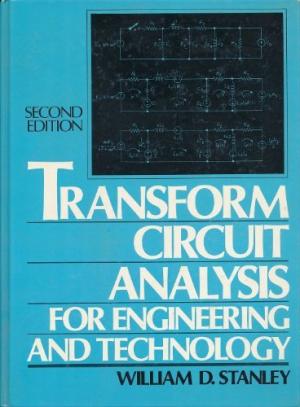 SECOND
EDITION
TRANSFORM
CIRCUIT
ANALYSIS
FOR ENGINEERING
AND TECHNOLOGY
WILLIAM D. STANLEY